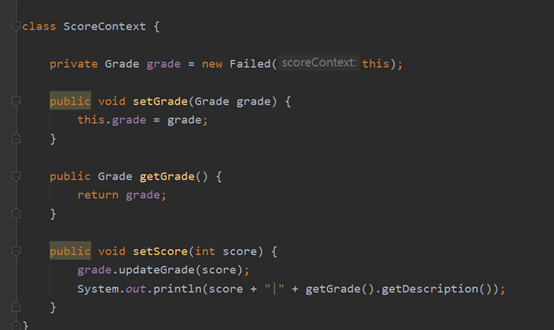 class ScoreContext {
private Grade grade = new Failed( scoreContext: this);
public void setGrade(Grade grade) {
this.grade = grade;
}
public Grade getGrade() {
return grade;
}
public void setScore(int score) {
grade.updateGrade(score);
System.out.println(score + "|" + getGrade().getDescription());
}
}